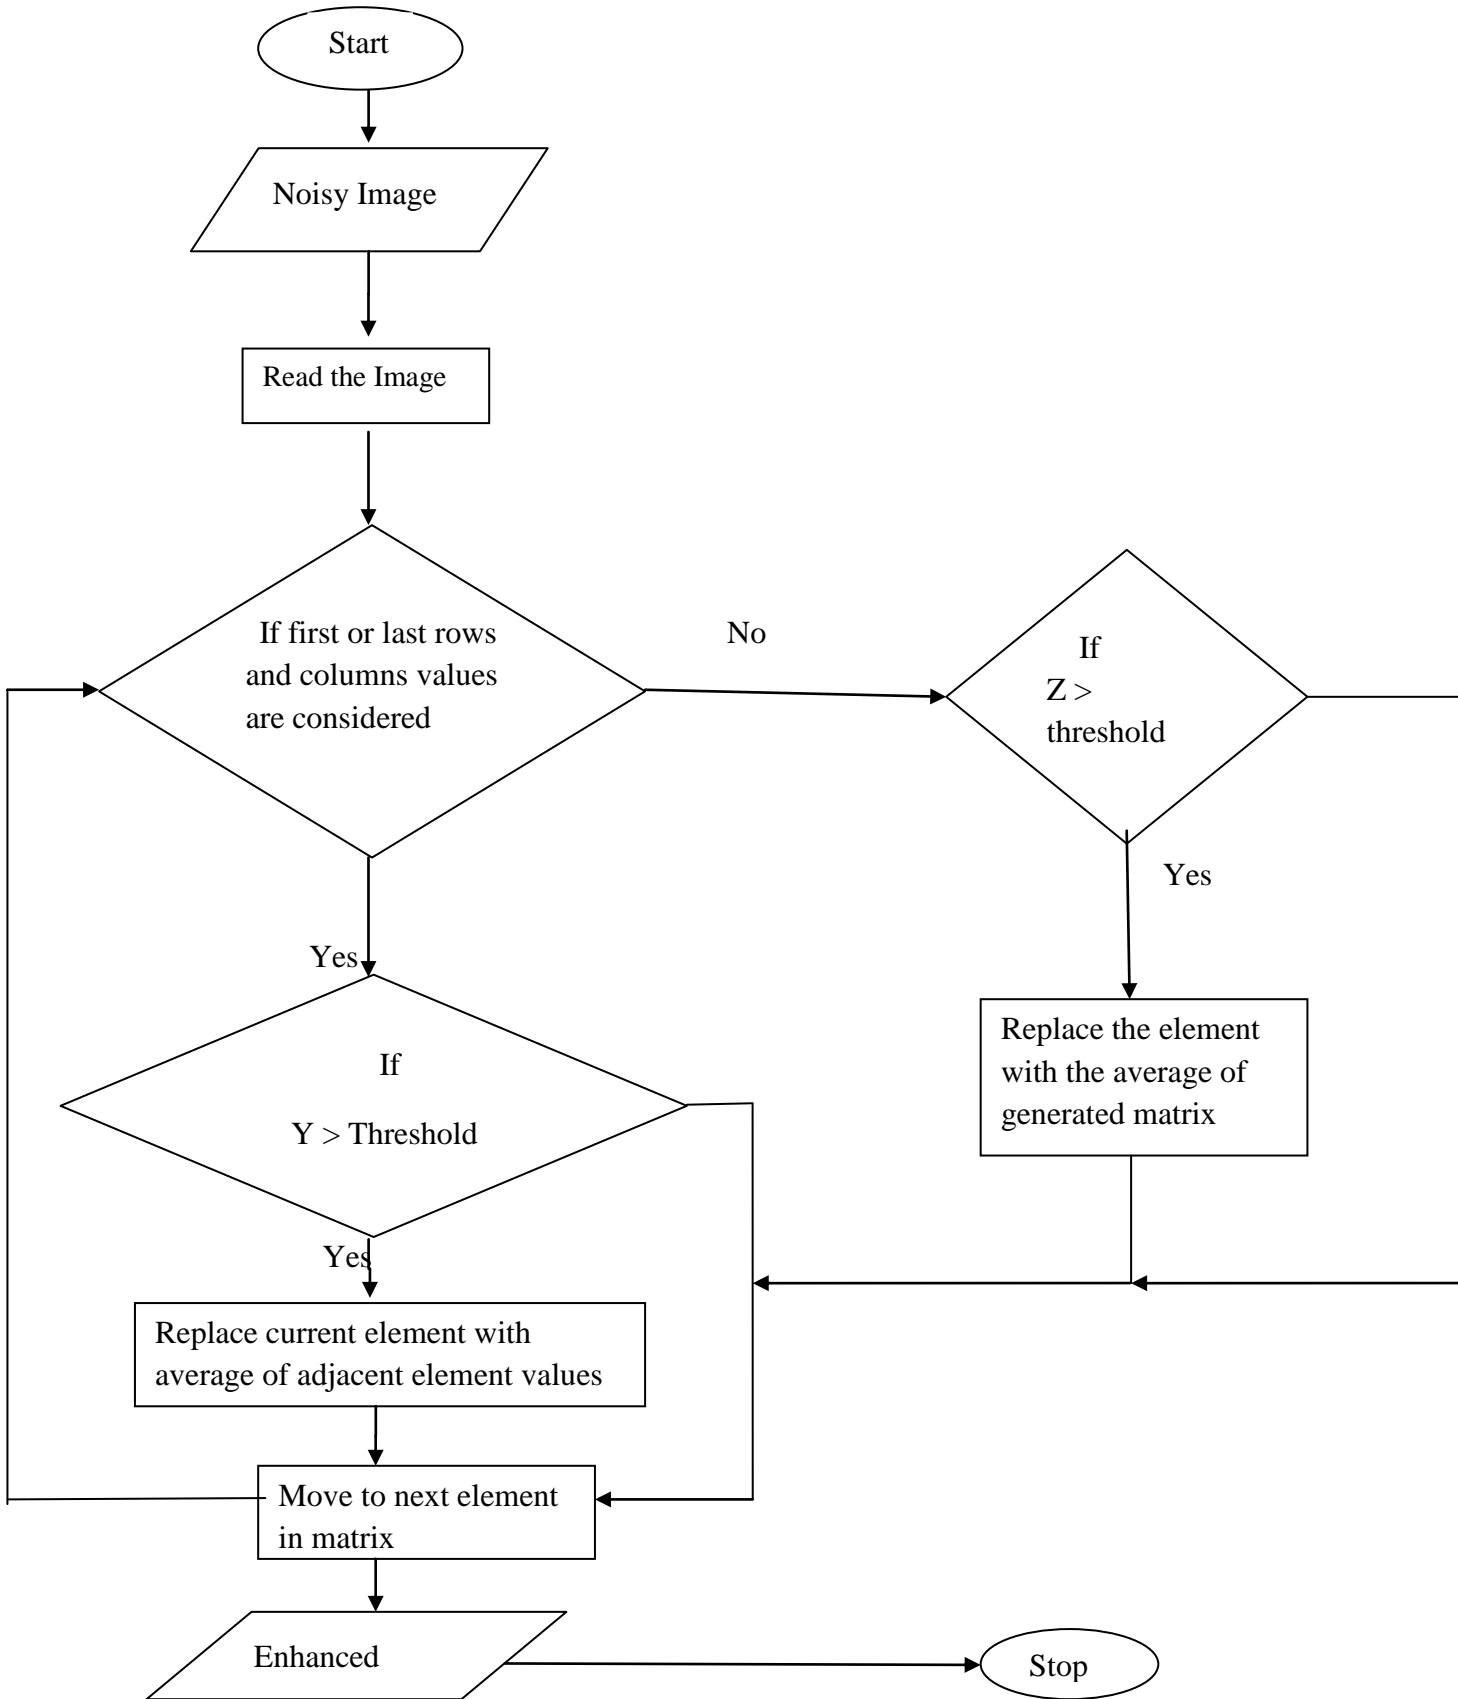 Start
Noisy Image
Read the Image
If first or last rows
and columns values
are considered
No
If
Z >
threshold
Yes
Yes
If
Y > Threshold
Replace the element
with the average of
generated matrix
Yes
Replace current element with
average of adjacent element values
Move to next element
in matrix
Enhanced
Stop